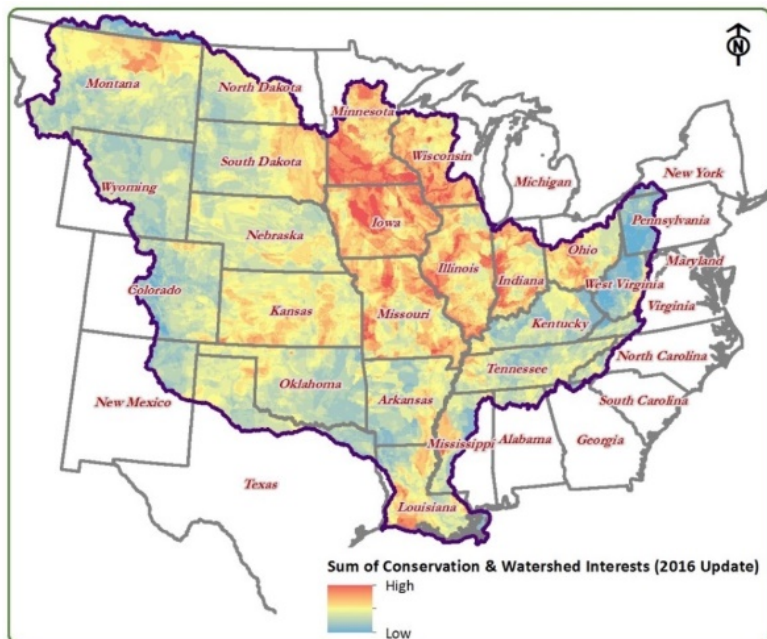 N
Montana
North Dakota
Minnesota
Wisconsin
Michigan
New York
South Dakota
Wyoming
Iowa
Pennsylvania
Nebraska
Ohio
Illinois
Indiana
Maryland
Colorado
West Virginia
Virginia
Kansas
Missouri
Kentucky
North Carolina
Tennessee
Oklahoma
New Mexico
Arkansas
South Carolina
Mississippi
Alabama
Georgia
Texas
Louisiana
Sum of Conservation & Watershed Interests (2016 Update)
High
Low